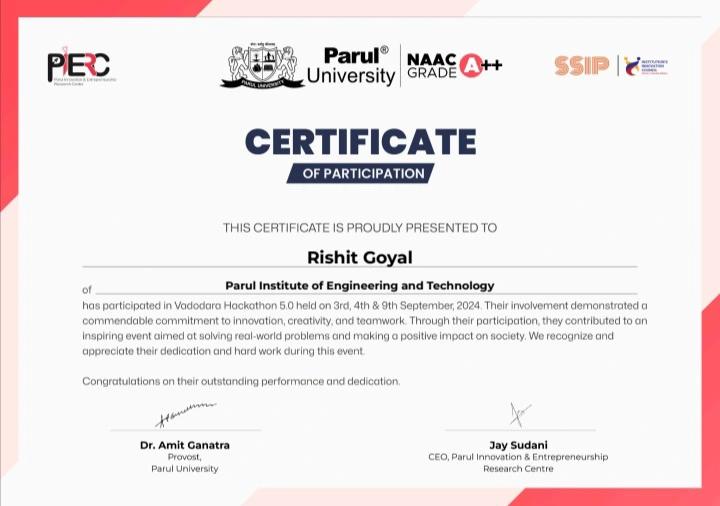 PIERC
Parul Innovation & Entrepreneurship
Research Centre
PARUL UNIVERSITY
Parul®
University
NAAC
GRADE A++
SSIP
INSTITUTION'S
INNOVATION
COUNCIL
CERTIFICATE
OF PARTICIPATION
THIS CERTIFICATE IS PROUDLY PRESENTED TO
Rishit Goyal
of Parul Institute of Engineering and Technology
has participated in Vadodara Hackathon 5.0 held on 3rd, 4th & 9th September, 2024. Their involvement demonstrated a
commendable commitment to innovation, creativity, and teamwork. Through their participation, they contributed to an
inspiring event aimed at solving real-world problems and making a positive impact on society. We recognize and
appreciate their dedication and hard work during this event.
Congratulations on their outstanding performance and dedication.
Dr. Amit Ganatra
Provost,
Parul University
Jay Sudani
CEO, Parul Innovation & Entrepreneurship
Research Centre